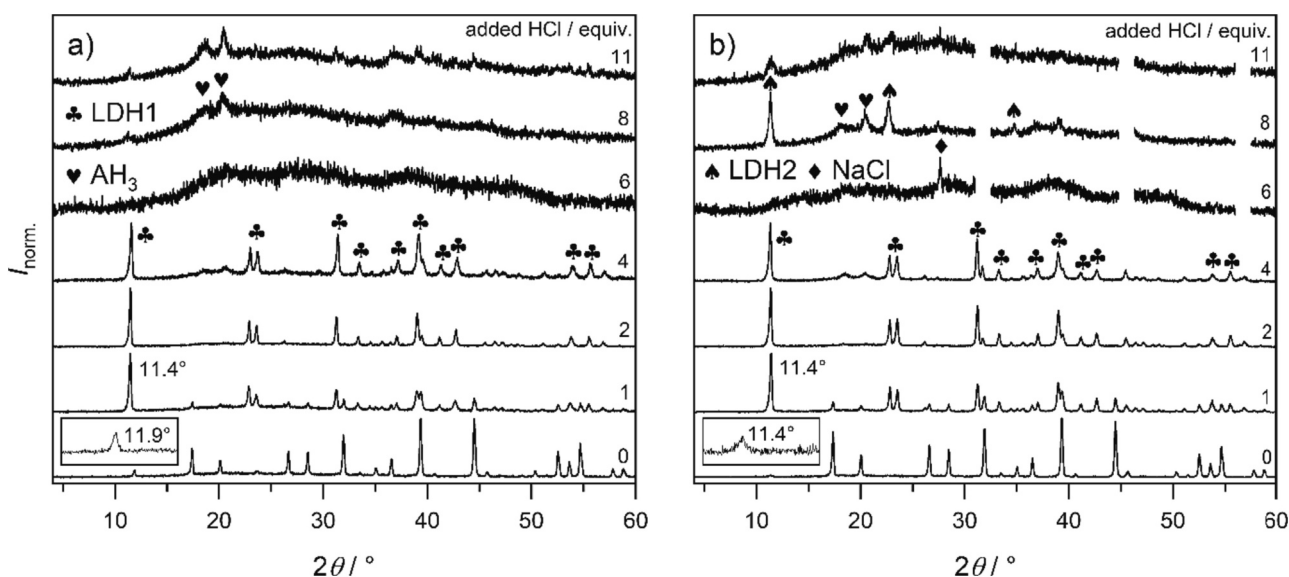 a)
added HCl / equiv.
11
♣ LDH1
8
♥ AH3
6
4
2
11.4°
1
11.9°
0
Inorm.
10 20 30 40 50 60
2θ / °
b)
added HCl / equiv.
11
8
♠ LDH2 ♦ NaCl
6
4
2
11.4°
1
11.4°
0
10 20 30 40 50 60
2θ / °